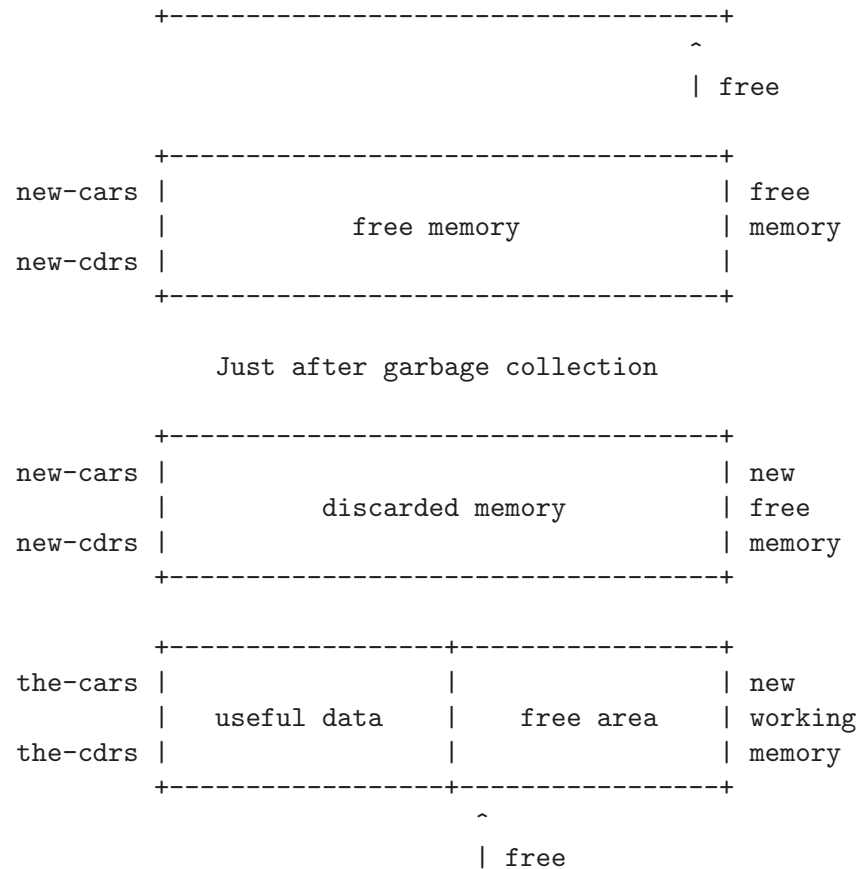 +-------------------------------------+
^
| free
+-------------------------------------+
new-cars | | free
| free memory | memory
new-cdrs | |
+-------------------------------------+
Just after garbage collection
+-------------------------------------+
new-cars | | new
| discarded memory | free
new-cdrs | | memory
+-------------------------------------+
+------------------+------------------+
the-cars | | | new
| useful data | free area | working
the-cdrs | | | memory
+------------------+------------------+
^
| free